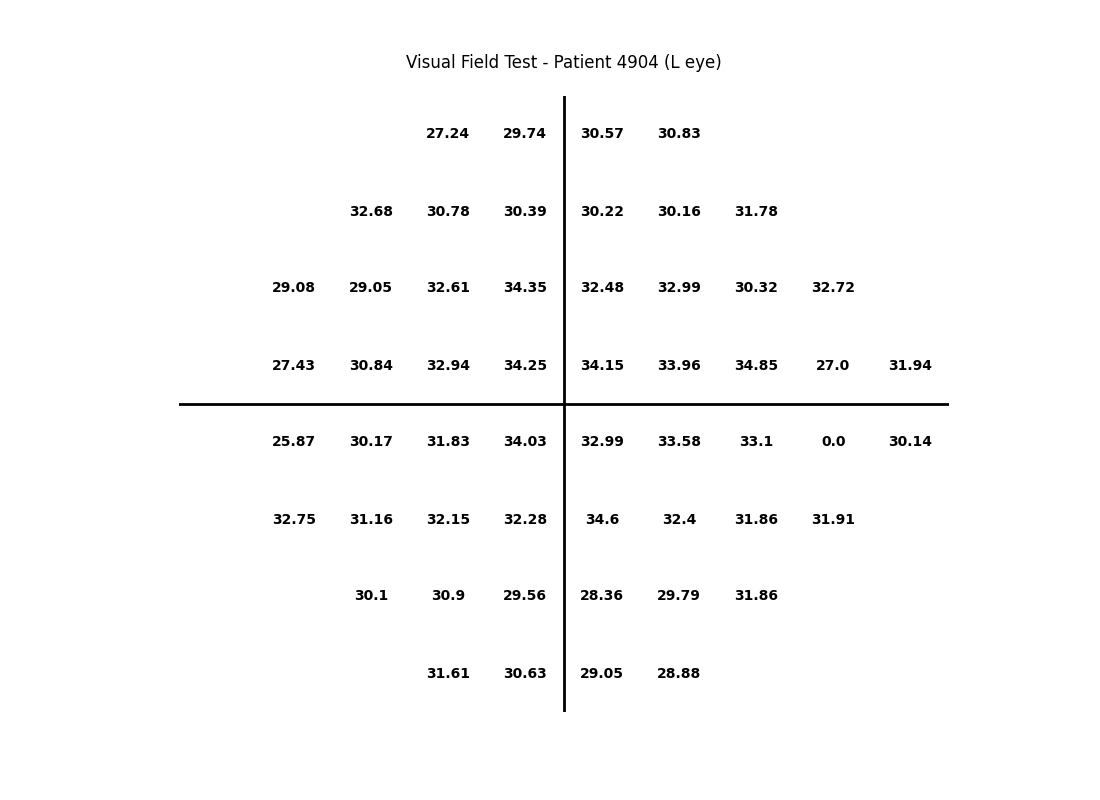 Visual Field Test - Patient 4904 (L eye)
27.24 29.74 30.57 30.83
32.68 30.78 30.39 30.22 30.16 31.78
29.08 29.05 32.61 34.35 32.48 32.99 30.32 32.72
27.43 30.84 32.94 34.25 34.15 33.96 34.85 27.0 31.94
25.87 30.17 31.83 34.03 32.99 33.58 33.1 0.0 30.14
32.75 31.16 32.15 32.28 34.6 32.4 31.86 31.91
30.1 30.9 29.56 28.36 29.79 31.86
31.61 30.63 29.05 28.88